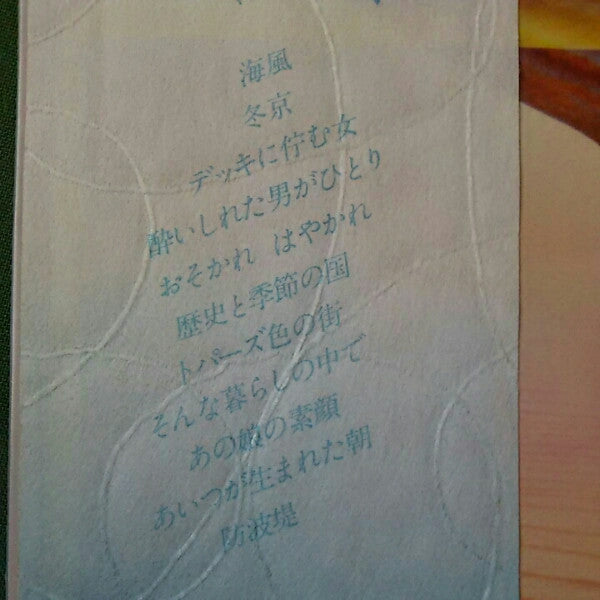 海風
冬京
デッキに佇む女
酔いしれた男がひとり
おそかれ はやかれ
歴史と季節の国
トパーズ色の街
そんな暮らしの中で
あの娘の素顔
あいつが生まれた朝
防波堤